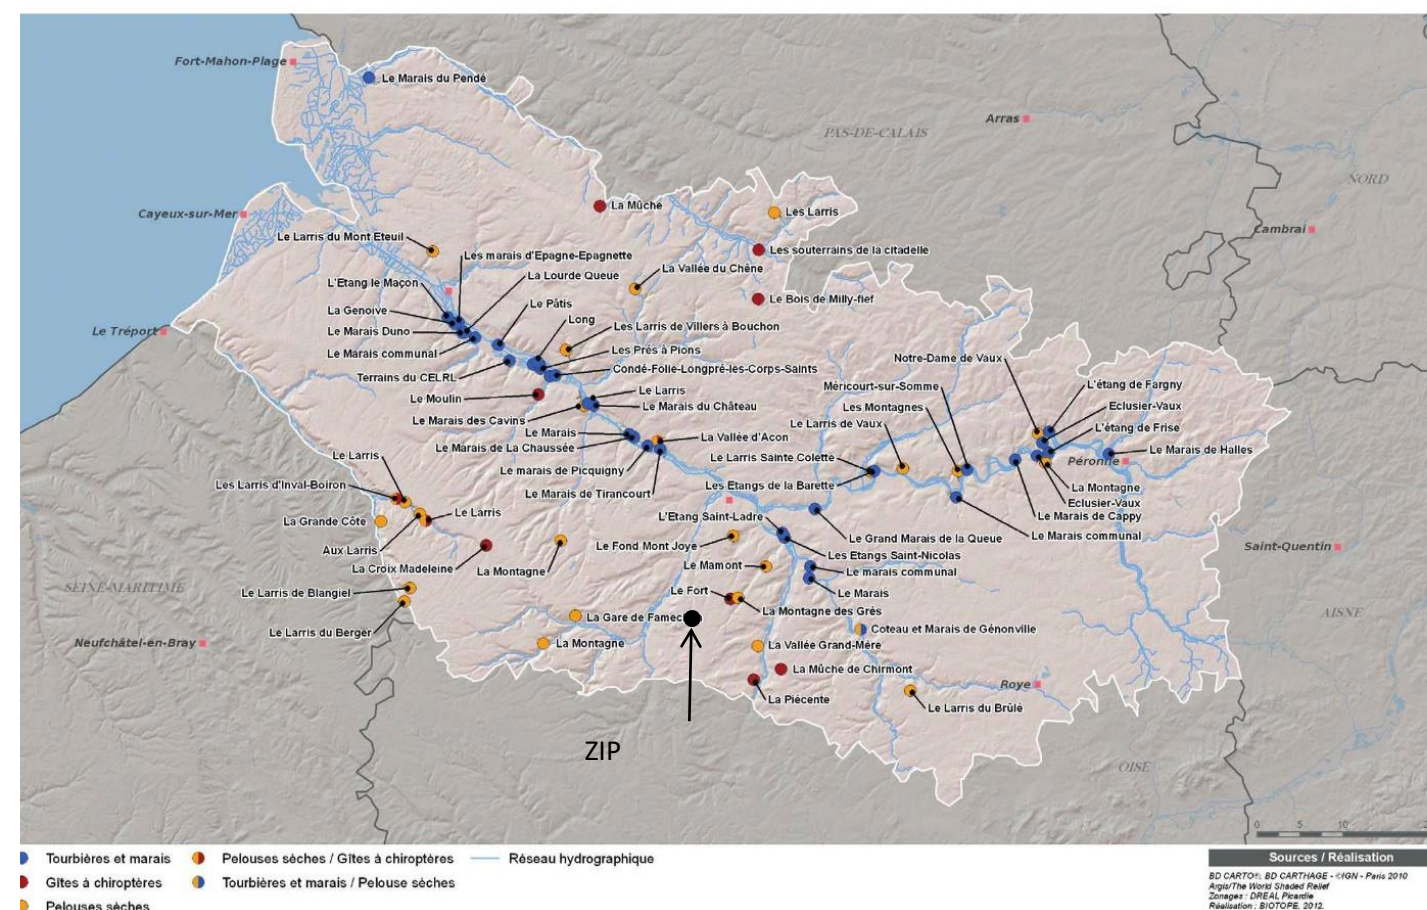 Fort-Mahon-Plage
Le Marais du Pendé
Arras
PAS-DE-CALAIS
NORD
Cayeux-sur-Mer
La Mûche
Les Larris
Cambrai
Le Larris du Mont Eteuil
Les marais d'Epagne-Epagnette
Les souterrains de la citadelle
La Vallée du Chêne
L'Etang le Maçon
La Lourde Queue
Le Bois de Milly-fief
La Genoive
Le Pâtis
Long
Le Tréport
Le Marais Duno
Les Larris de Villers à Bouchon
Le Marais communal
Les Prés à Pions
Notre-Dame de Vaux
Terrains du CELRL
Condé-Folie-Longpré-les-Corps-Saints
Méricourt-sur-Somme
L'étang de Fargny
Le Moulin
Le Larris
Les Montagnes
Eclusier-Vaux
Le Marais des Cavins
Le Marais du Château
Le Larris de Vaux
L'étang de Frise
Le Marais
La Vallée d'Acon
Le Marais de La Chaussée
Le Larris Sainte Colette
Le Marais de Halles
Le Larris
Le marais de Picquigny
Péronne
Les Larris d'Inval-Boiron
Le Marais de Tirancourt
Les Etangs de la Barette
La Montagne
Eclusier-Vaux
Le Larris
L'Etang Saint-Ladre
Le Marais de Cappy
La Grande Côte
Le Grand Marais de la Queue
Le Marais communal
Aux Larris
Le Fond Mont Joye
Les Etangs Saint-Nicolas
Saint-Quentin
La Croix Madeleine
La Montagne
Le Mamont
Le marais communal
SEINE-MARITIME
Le Larris de Blangiel
Le Fort
Le Marais
La Montagne des Grès
AISNE
Le Larris du Berger
La Gare de Famec
Coteau et Marais de Génonville
Neufchâtel-en-Bray
La Montagne
La Vallée Grand-Mère
La Mûche de Chirmont
Roye
La Piécente
Le Larris du Brûlé
ZIP
OISE
0 5 10
Tourbières et marais
Pelouses sèches / Gîtes à chiroptères
Réseau hydrographique
Sources / Réalisation
Gîtes à chiroptères
Tourbières et marais / Pelouse sèches
BD CARTO®, BD CARTHAGE - ©IGN - Paris 2010
Argis/The World Shaded Relief
Zonages : DREAL Picardie
Réalisation : BIOTOPE, 2012.
Pelouses sèches